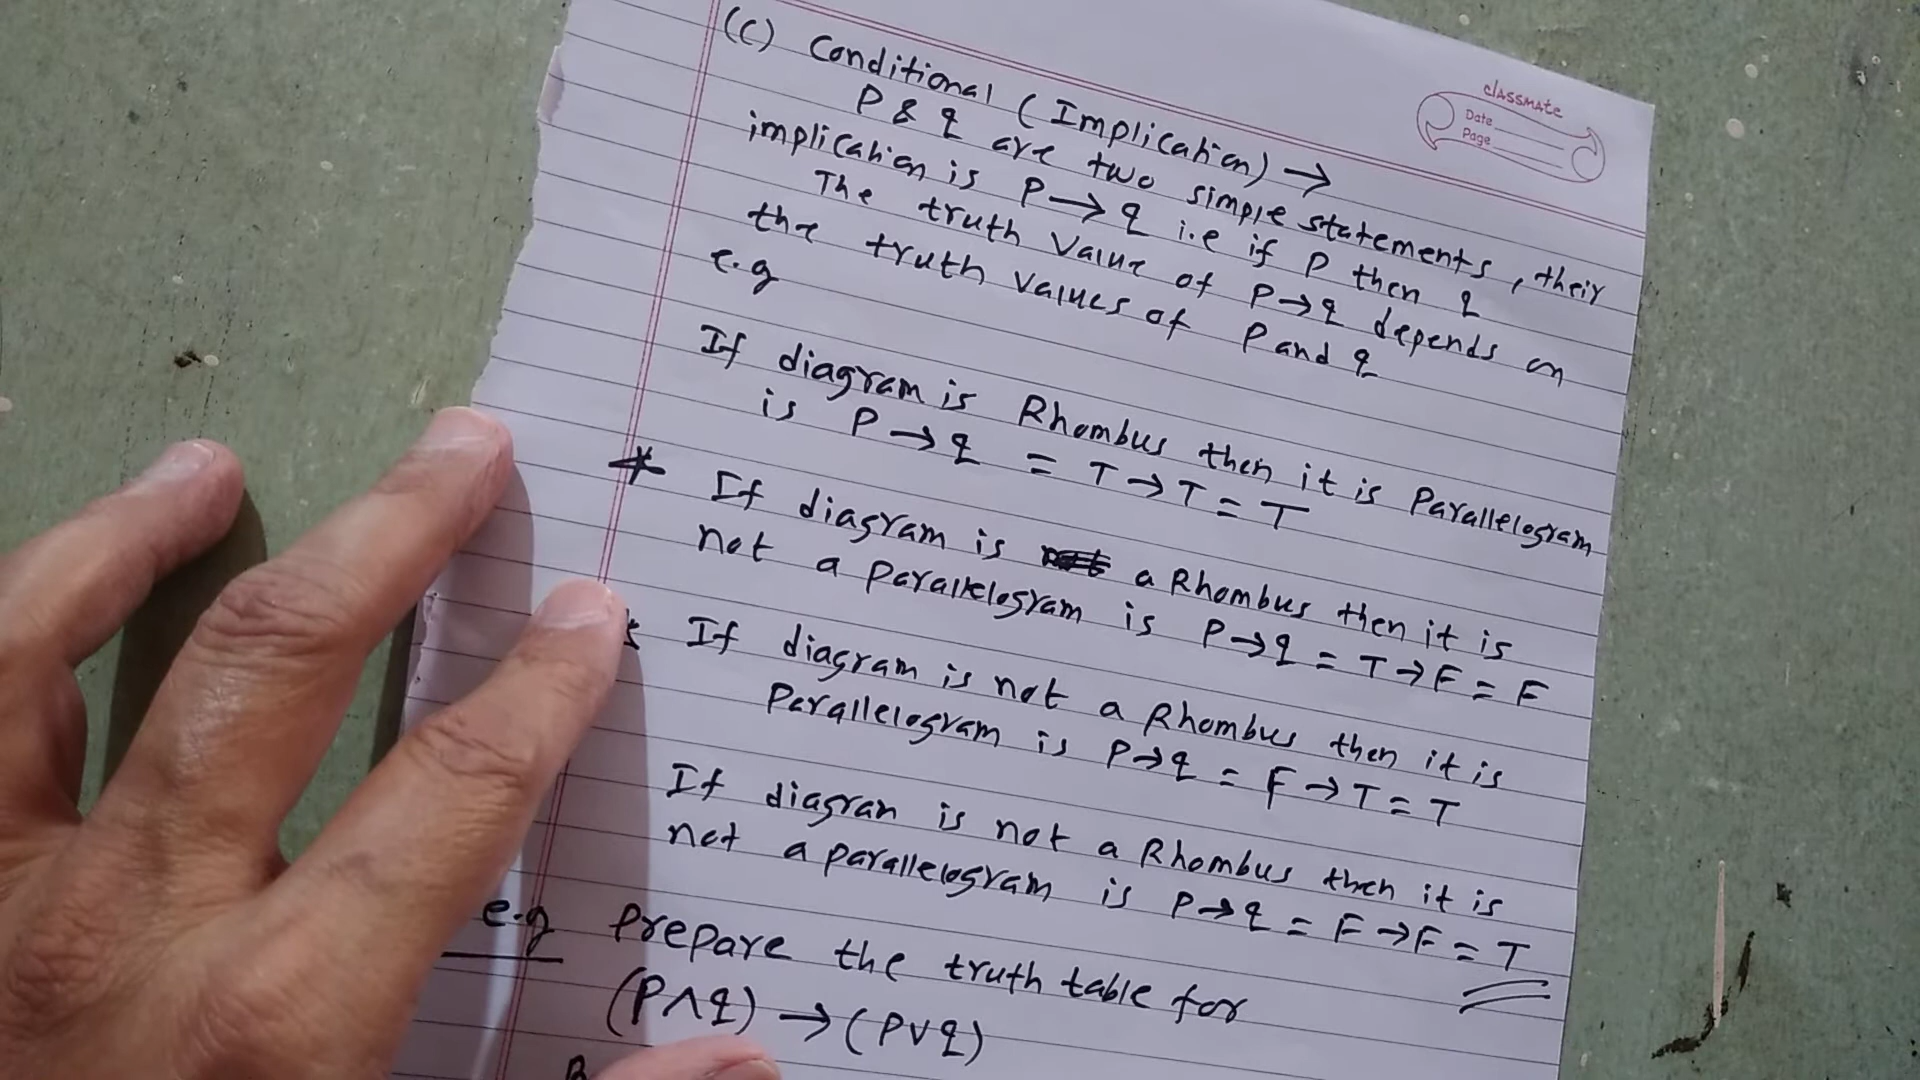 classmate
Date
Page
(C) Conditional (Implication) →
P & q are two simple statements, their
implication is P → q i.e if P then q
The truth value of P → q depends on
the truth values of P and q
e.g
If diagram is Rhombus then it is Parallelogram
is P → q = T → T = T
* If diagram is a Rhombus then it is
not a parallelogram is P → q = T → F = F
If diagram is not a Rhombus then it is
Parallelogram is P → q = F → T = T
If diagram is not a Rhombus then it is
not a parallelogram is P → q = F → F = T
e.g prepare the truth table for
(P ∧ q) → (P ∨ q)